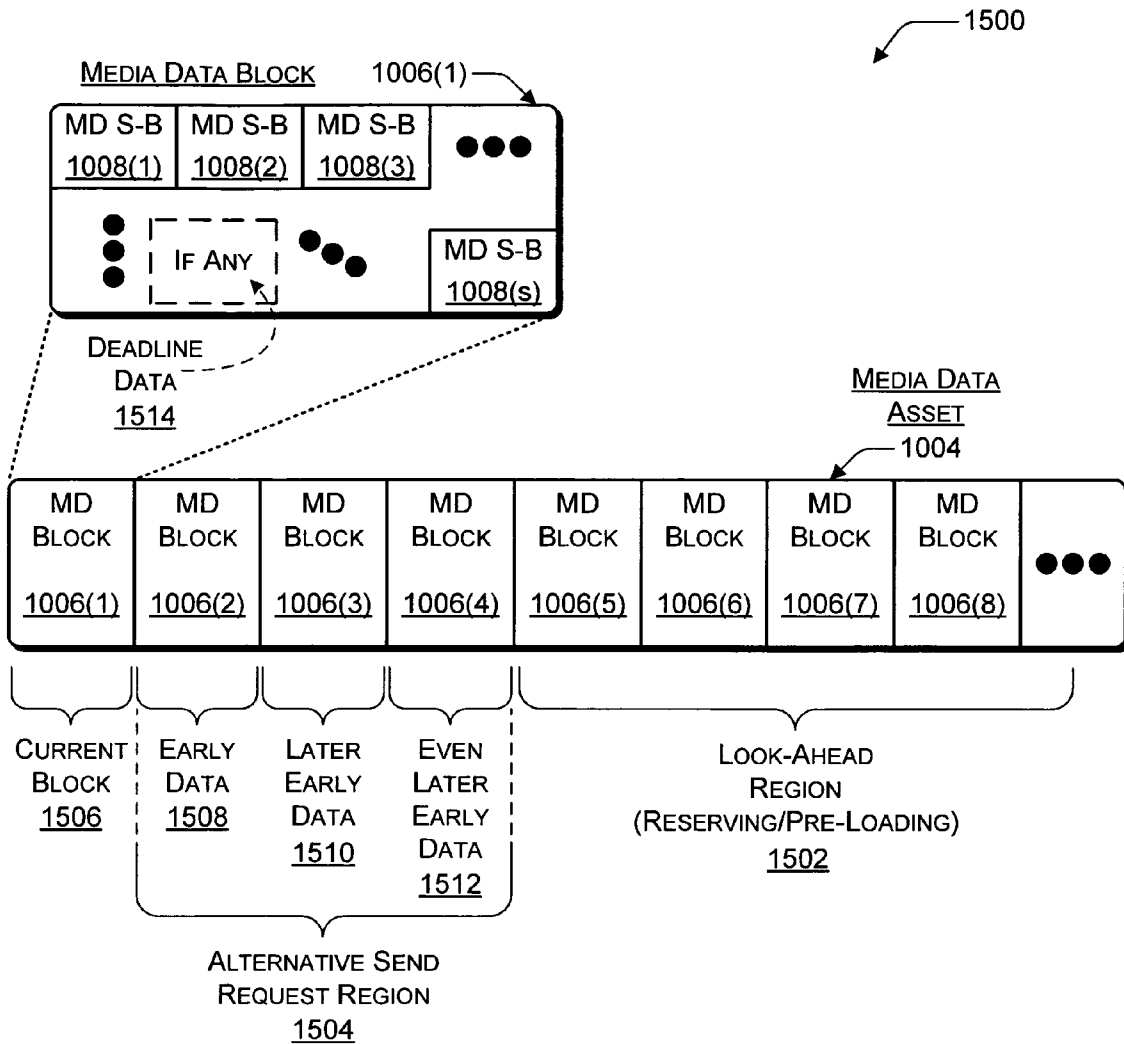 1500
MEDIA DATA BLOCK
1006(1)
MD S-B
1008(1)
MD S-B
1008(2)
MD S-B
1008(3)
IF ANY
MD S-B
1008(s)
DEADLINE
DATA
1514
MEDIA DATA
ASSET
1004
MD
BLOCK
1006(1)
MD
BLOCK
1006(2)
MD
BLOCK
1006(3)
MD
BLOCK
1006(4)
MD
BLOCK
1006(5)
MD
BLOCK
1006(6)
MD
BLOCK
1006(7)
MD
BLOCK
1006(8)
CURRENT
BLOCK
1506
EARLY
DATA
1508
LATER
EARLY
DATA
1510
EVEN
LATER
EARLY
DATA
1512
LOOK-AHEAD
REGION
(RESERVING/PRE-LOADING)
1502
ALTERNATIVE SEND
REQUEST REGION
1504